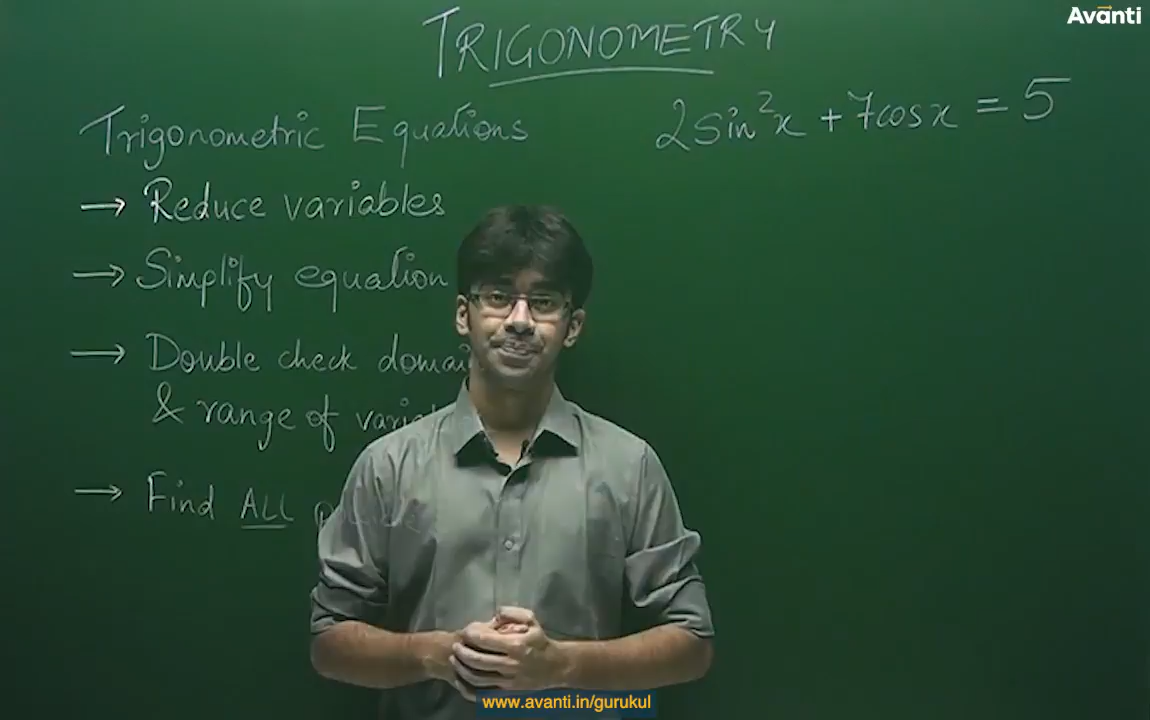 Avanti
TRIGONOMETRY
Trigonometric Equations
2sin²x + 7cosx = 5
→ Reduce variables
→ Simplify equation
→ Double check
& range of
→ Find ALL
www.avanti.in/gurukul